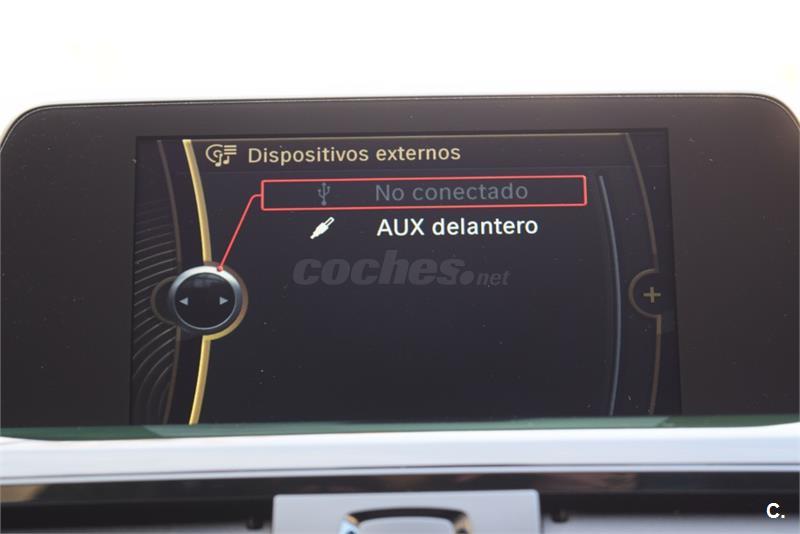 Dispositivos externos
No conectado
AUX delantero
coches.net
+
C.